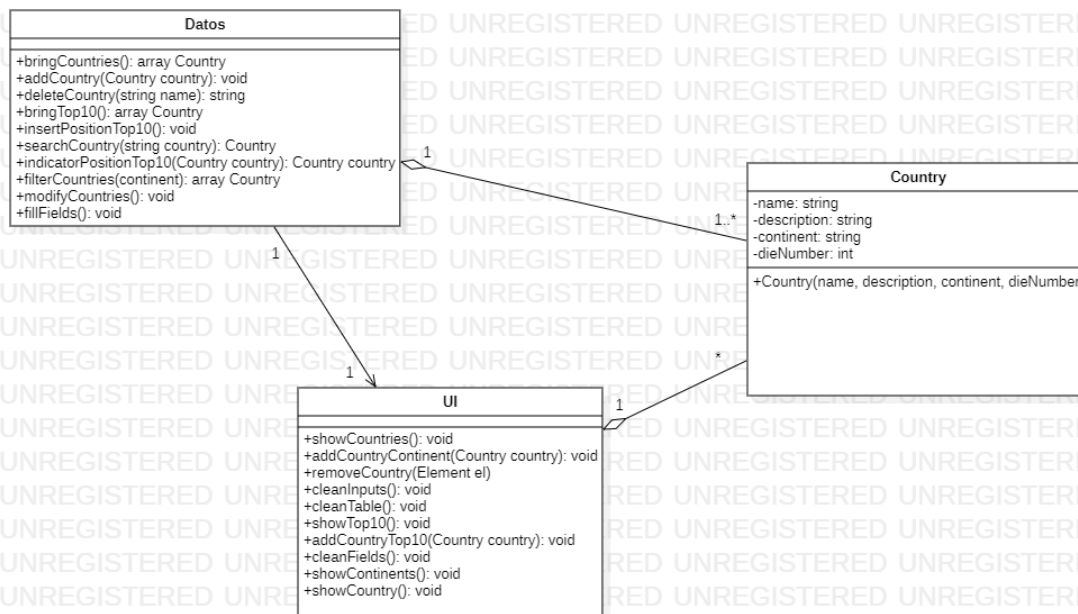 Datos
+bringCountries(): array Country
+addCountry(Country country): void
+deleteCountry(string name): string
+bringTop10(): array Country
+insertPositionTop10(): void
+searchCountry(string country): Country
+indicatorPositionTop10(Country country): Country country
+filterCountries(continent): array Country
+modifyCountries(): void
+fillFields(): void
1
1..*
Country
-name: string
-description: string
-continent: string
-dieNumber: int
+Country(name, description, continent, dieNumber
1
1
*
1
UI
+showCountries(): void
+addCountryContinent(Country country): void
+removeCountry(Element el)
+cleanInputs(): void
+cleanTable(): void
+showTop10(): void
+addCountryTop10(Country country): void
+cleanFields(): void
+showContinents(): void
+showCountry(): void
UNREGISTERED UNREGISTERED UNREGISTERED UNREGISTERED